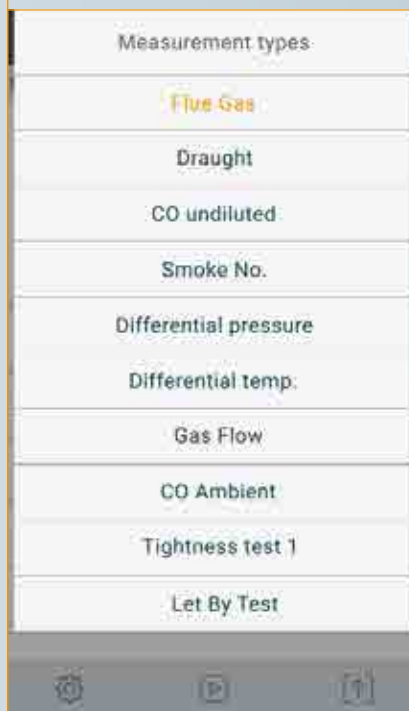 Measurement types
Flue Gas
Draught
CO undiluted
Smoke No.
Differential pressure
Differential temp.
Gas Flow
CO Ambient
Tightness test 1
Let By Test